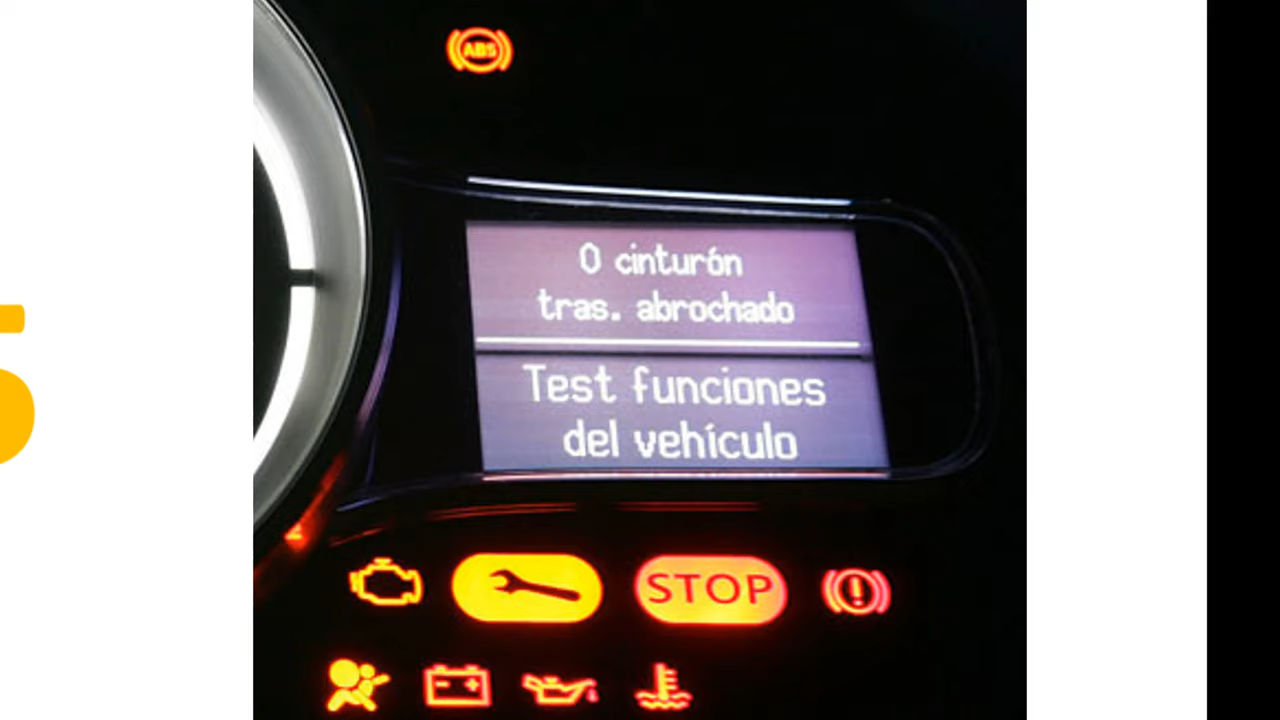 ABS
0 cinturón
tras. abrochado
Test funciones
del vehículo
STOP